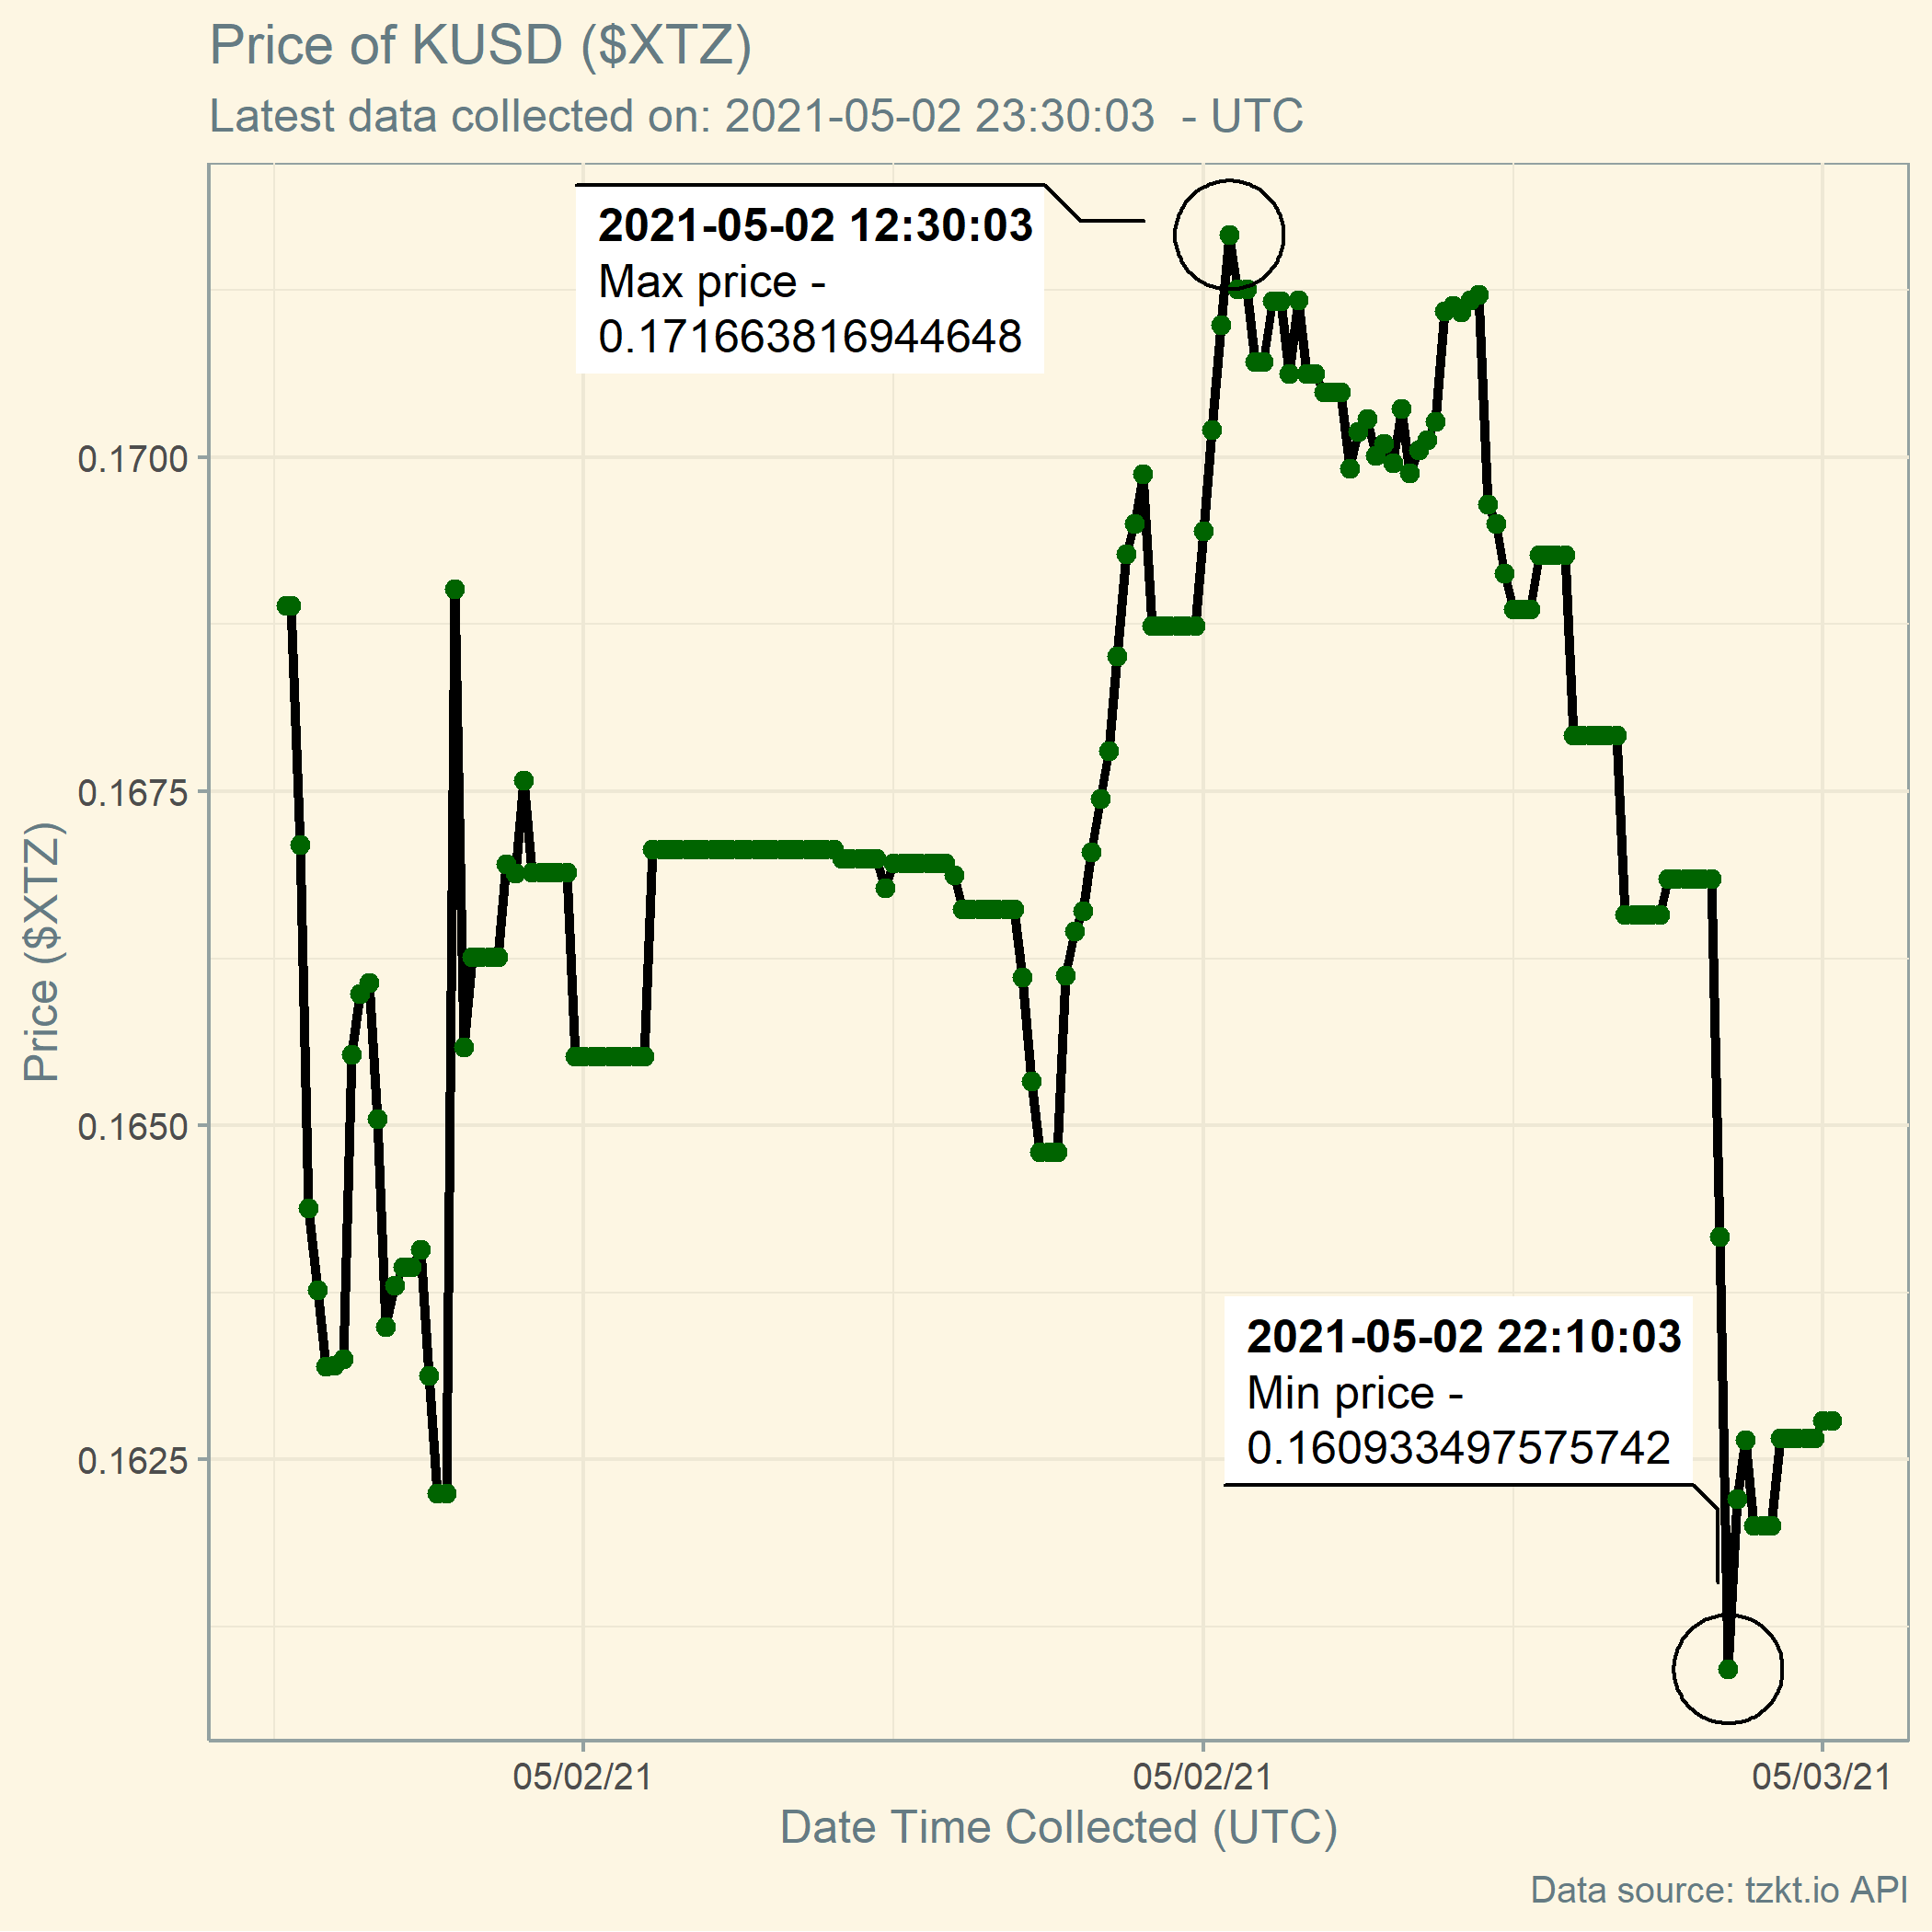 Price of KUSD ($XTZ)
Latest data collected on: 2021-05-02 23:30:03 - UTC
2021-05-02 12:30:03
Max price -
0.171663816944648
0.1700
0.1675
0.1650
0.1625
Price ($XTZ)
2021-05-02 22:10:03
Min price -
0.160933497575742
05/02/21
05/02/21
05/03/21
Date Time Collected (UTC)
Data source: tzkt.io API